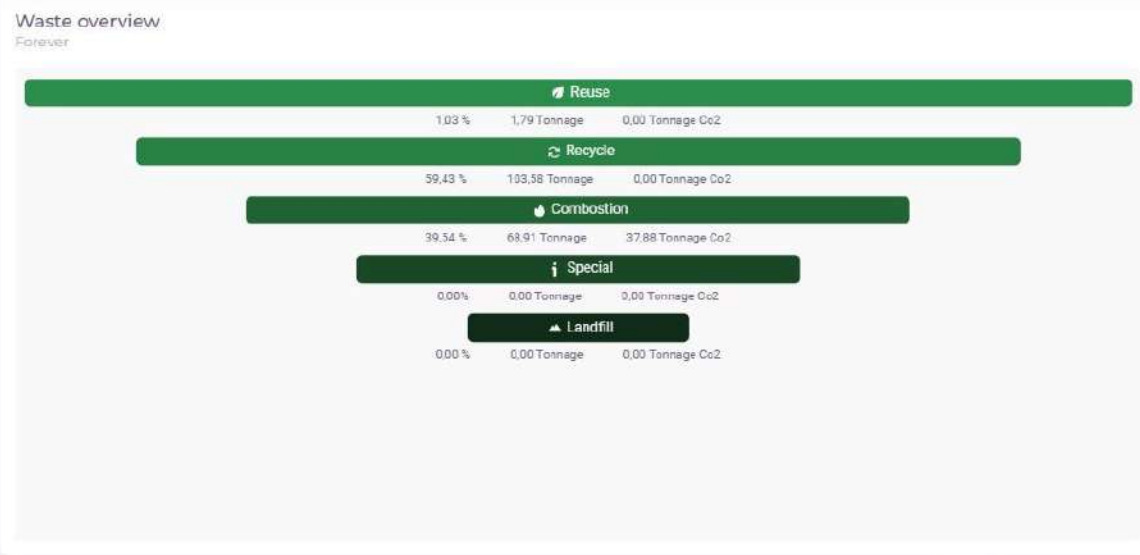 Waste overview
Forever
Reuse
1,03 % 1,79 Tonnage 0,00 Tonnage Co2
Recycle
59,43 % 103,58 Tonnage 0,00 Tonnage Co2
Combostion
39,54 % 68,91 Tonnage 37,88 Tonnage Co2
Special
0,00% 0,00 Tonnage 0,00 Tonnage Co2
Landfill
0,00 % 0,00 Tonnage 0,00 Tonnage Co2